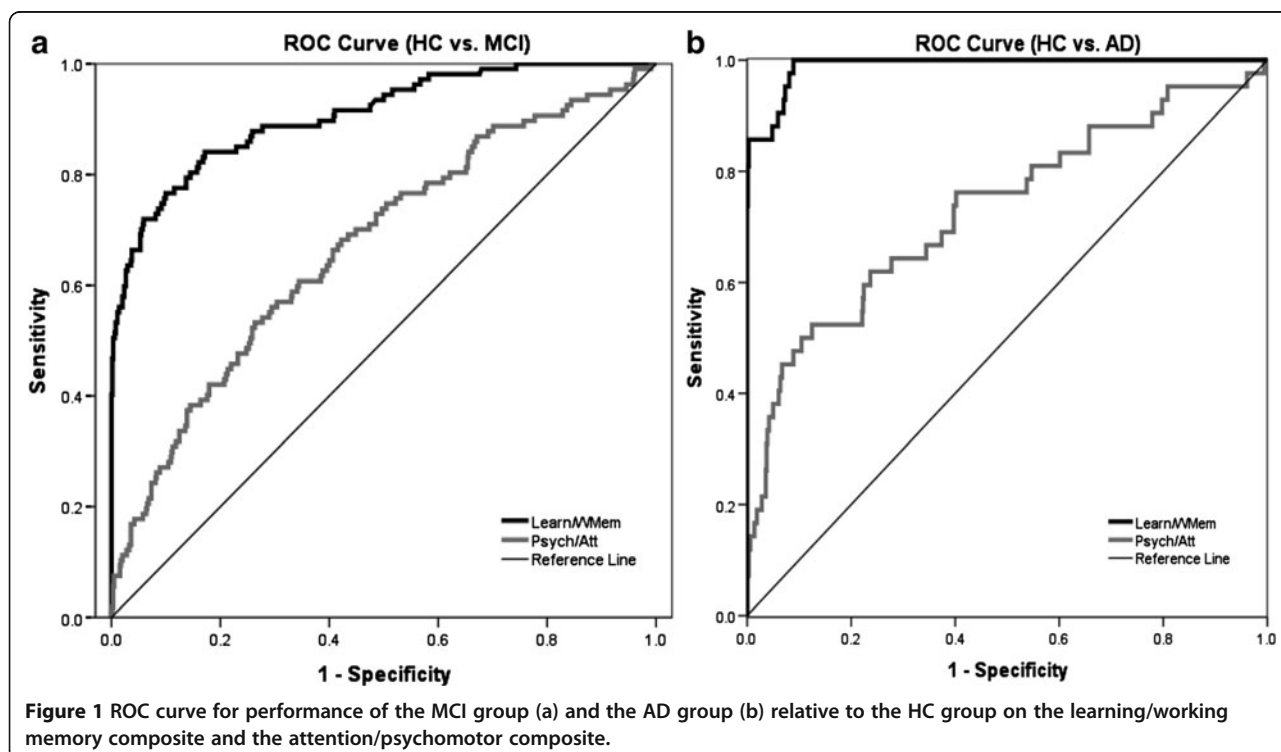 a
ROC Curve (HC vs. MCI)
1.0
0.8
0.6
0.4
0.2
0.0
Sensitivity
0.0 0.2 0.4 0.6 0.8 1.0
1 - Specificity
Learn/WMem
Psych/Att
Reference Line
b
ROC Curve (HC vs. AD)
1.0
0.8
0.6
0.4
0.2
0.0
Sensitivity
0.0 0.2 0.4 0.6 0.8 1.0
1 - Specificity
Learn/WMem
Psych/Att
Reference Line
Figure 1 ROC curve for performance of the MCI group (a) and the AD group (b) relative to the HC group on the learning/working
memory composite and the attention/psychomotor composite.